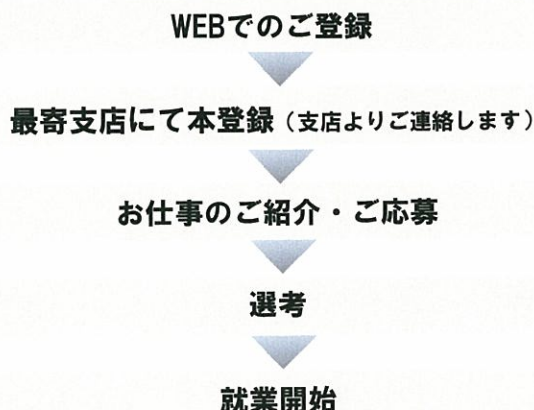 WEBでのご登録
最寄支店にて本登録（支店よりご連絡します）
お仕事のご紹介・ご応募
選考
就業開始